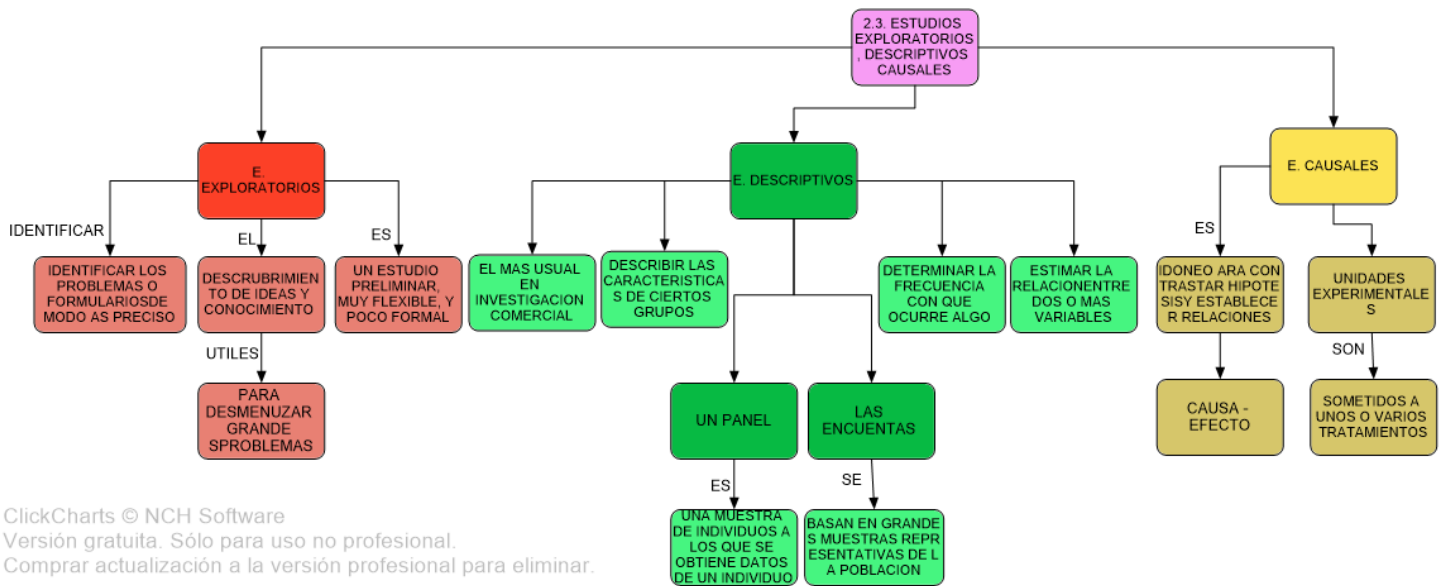 2.3. ESTUDIOS
EXPLORATORIOS
, DESCRIPTIVOS
CAUSALES
E.
EXPLORATORIOS
E. DESCRIPTIVOS
E. CAUSALES
IDENTIFICAR
EL
ES
ES
IDENTIFICAR LOS
PROBLEMAS O
FORMULARIOSDE
MODO AS PRECISO
DESCRUBRIMIEN
TO DE IDEAS Y
CONOCIMIENTO
UN ESTUDIO
PRELIMINAR,
MUY FLEXIBLE, Y
POCO FORMAL
EL MAS USUAL
EN
INVESTIGACION
COMERCIAL
DESCRIBIR LAS
CARACTERISTICA
S DE CIERTOS
GRUPOS
DETERMINAR LA
FRECUENCIA
CON QUE
OCURRE ALGO
ESTIMAR LA
RELACIONENTRE
DOS O MAS
VARIABLES
IDONEO ARA CON
TRASTAR HIPOTE
SISY ESTABLECE
R RELACIONES
UNIDADES
EXPERIMENTALE
S
UTILES
SON
PARA
DESMENUZAR
GRANDE
SPROBLEMAS
UN PANEL
LAS
ENCUENTAS
CAUSA -
EFECTO
SOMETIDOS A
UNOS O VARIOS
TRATAMIENTOS
ES
SE
UNA MUESTRA
DE INDIVIDUOS A
LOS QUE SE
OBTIENE DATOS
DE UN INDIVIDUO
BASAN EN GRANDE
S MUESTRAS REPR
ESENTATIVAS DE L
A POBLACION
ClickCharts © NCH Software
Versión gratuita. Sólo para uso no profesional.
Comprar actualización a la versión profesional para eliminar.